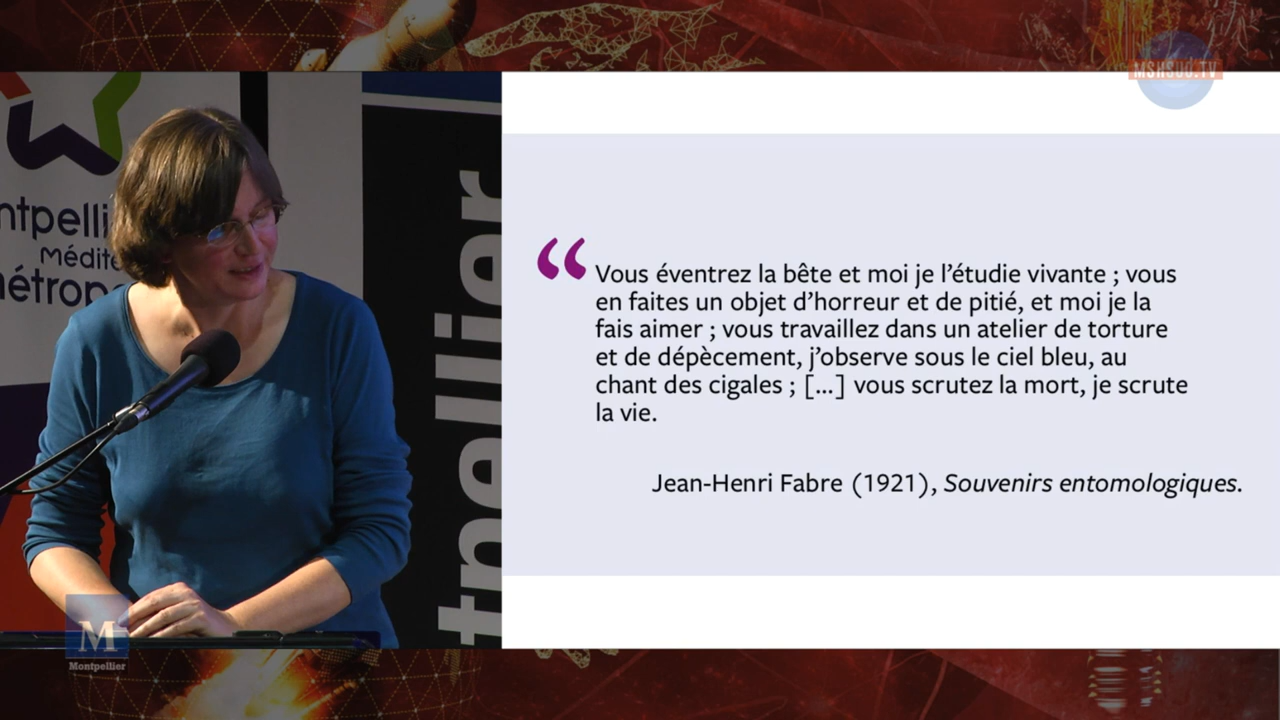 MSHSUD.TV
ntpelli
médite
étrop
tpellier
“Vous éventrez la bête et moi je l’étudie vivante ; vous
en faites un objet d’horreur et de pitié, et moi je la
fais aimer ; vous travaillez dans un atelier de torture
et de dépècement, j’observe sous le ciel bleu, au
chant des cigales ; [...] vous scrutez la mort, je scrute
la vie.
Jean-Henri Fabre (1921), Souvenirs entomologiques.
M
Montpellier